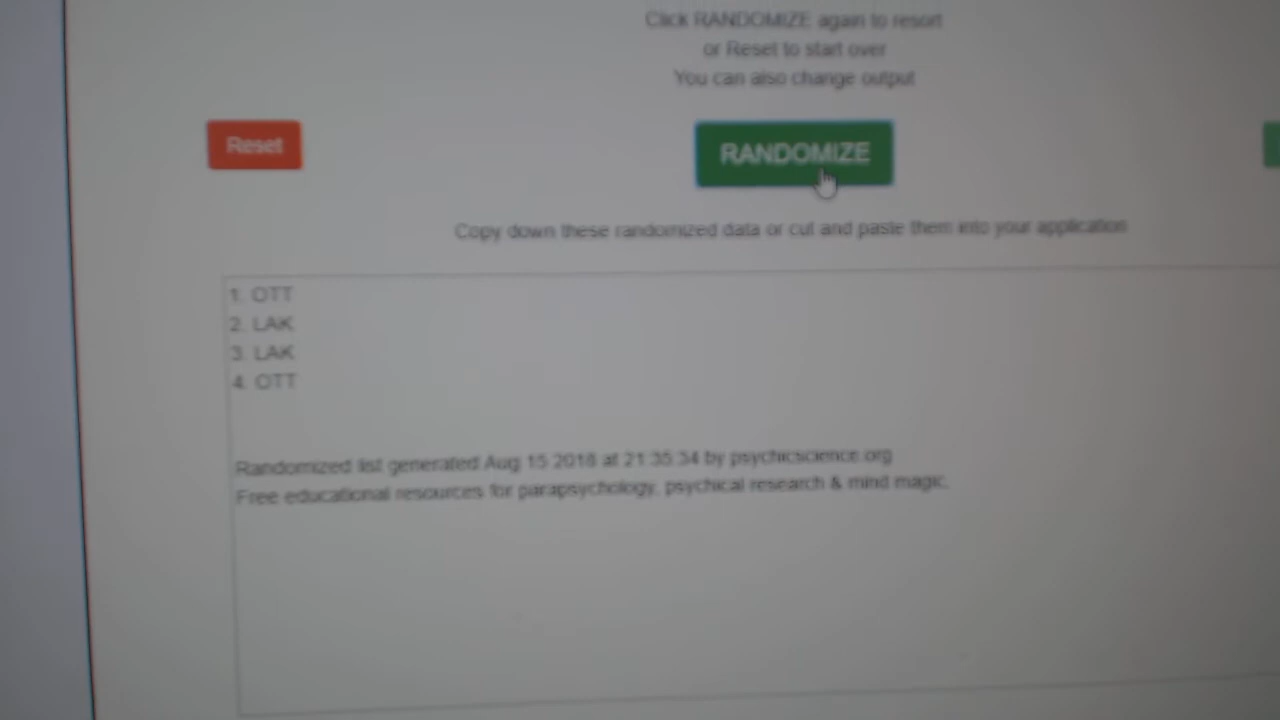 Click RANDOMIZE again to resort
or Reset to start over
You can also change output
Reset
RANDOMIZE
Copy down these randomized data or cut and paste them into your application
1. OTT
2. LAK
3. LAK
4. OTT
Randomized list generated Aug 15 2018 at 21:35:34 by psychicscience.org
Free educational resources for parapsychology, psychical research & mind magic.